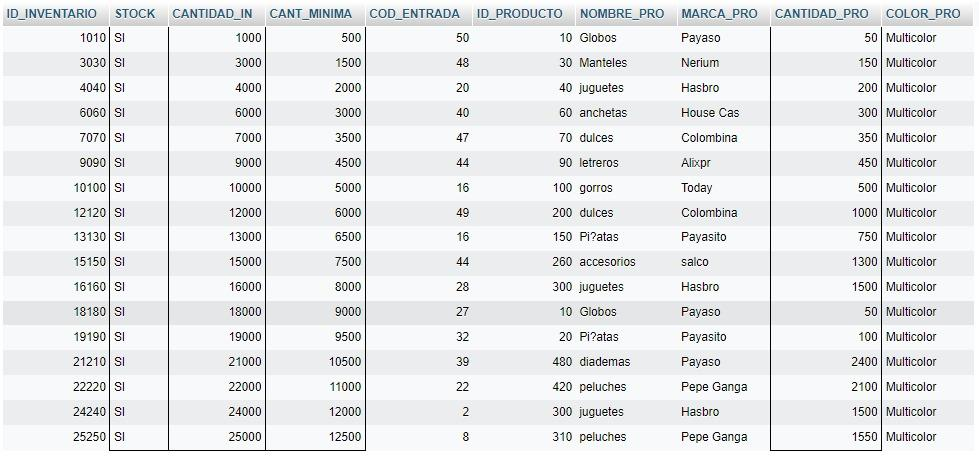 ID_INVENTARIO STOCK CANTIDAD_IN CANT_MINIMA COD_ENTRADA ID_PRODUCTO NOMBRE_PRO MARCA_PRO CANTIDAD_PRO COLOR_PRO
1010 SI 1000 500 50 10 Globos Payaso 50 Multicolor
3030 SI 3000 1500 48 30 Manteles Nerium 150 Multicolor
4040 SI 4000 2000 20 40 juguetes Hasbro 200 Multicolor
6060 SI 6000 3000 40 60 anchetas House Cas 300 Multicolor
7070 SI 7000 3500 47 70 dulces Colombina 350 Multicolor
9090 SI 9000 4500 44 90 letreros Alixpr 450 Multicolor
10100 SI 10000 5000 16 100 gorros Today 500 Multicolor
12120 SI 12000 6000 49 200 dulces Colombina 1000 Multicolor
13130 SI 13000 6500 16 150 Pi?atas Payasito 750 Multicolor
15150 SI 15000 7500 44 260 accesorios salco 1300 Multicolor
16160 SI 16000 8000 28 300 juguetes Hasbro 1500 Multicolor
18180 SI 18000 9000 27 10 Globos Payaso 50 Multicolor
19190 SI 19000 9500 32 20 Pi?atas Payasito 100 Multicolor
21210 SI 21000 10500 39 480 diademas Payaso 2400 Multicolor
22220 SI 22000 11000 22 420 peluches Pepe Ganga 2100 Multicolor
24240 SI 24000 12000 2 300 juguetes Hasbro 1500 Multicolor
25250 SI 25000 12500 8 310 peluches Pepe Ganga 1550 Multicolor